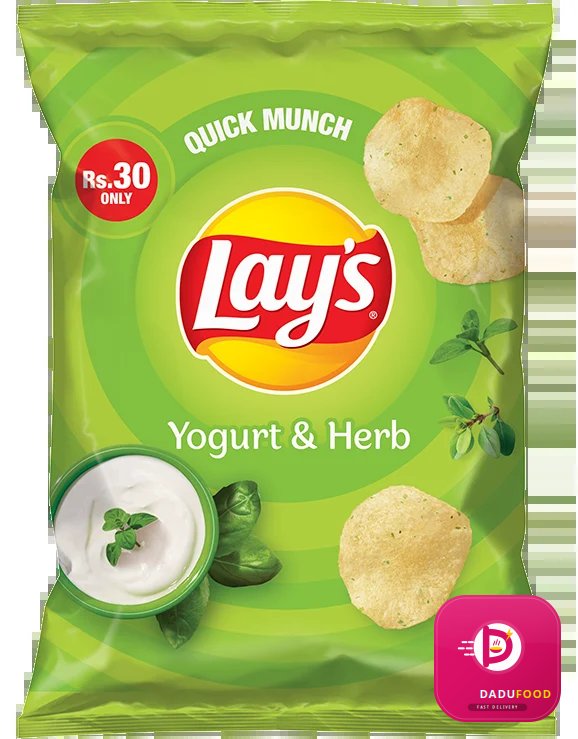 QUICK MUNCH
Rs.30
ONLY
Lay's
®
Yogurt & Herb
D
DADUFOOD
FAST DELIVERY